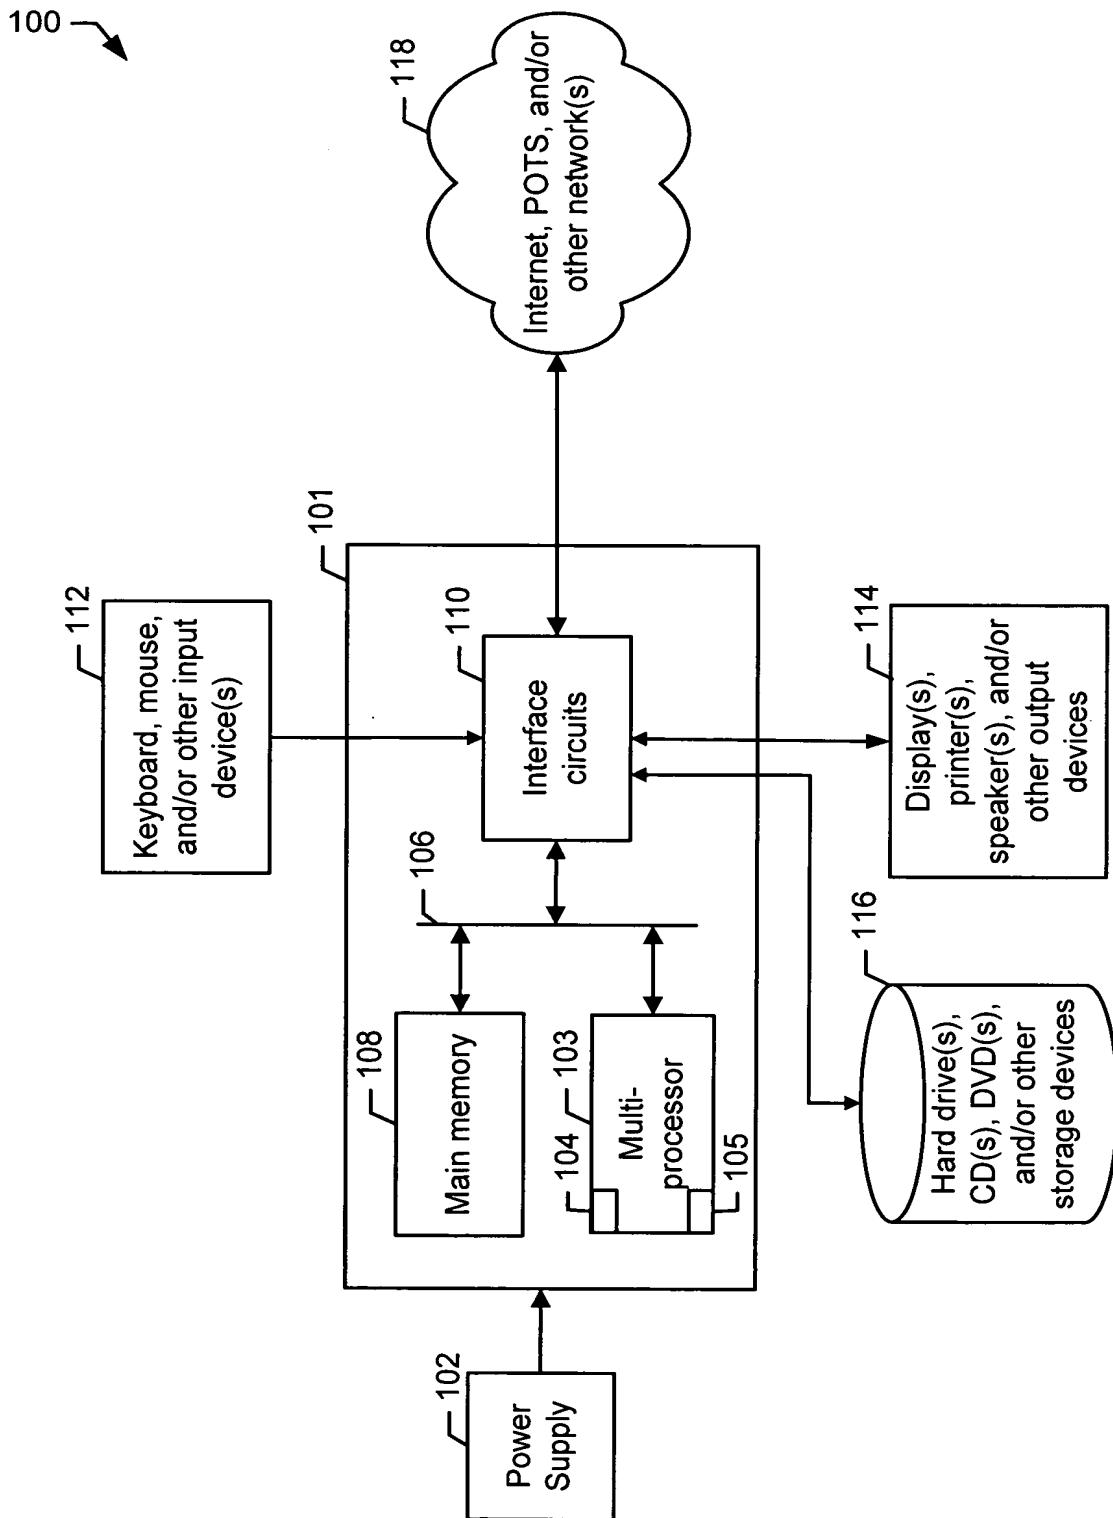 100
118
Internet, POTS, and/or
other network(s)
101
112
Keyboard, mouse,
and/or other input
device(s)
110
Interface
circuits
114
Display(s),
printer(s),
speaker(s), and/or
other output
devices
106
116
Hard drive(s),
CD(s), DVD(s),
and/or other
storage devices
108
Main memory
103
Multi-
processor
104
105
102
Power
Supply